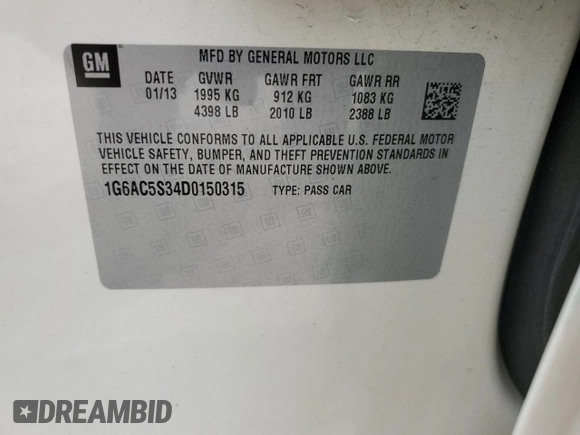 GM
MFD BY GENERAL MOTORS LLC
DATE GVWR GAWR FRT GAWR RR
01/13 1995 KG 912 KG 1083 KG
4398 LB 2010 LB 2388 LB
THIS VEHICLE CONFORMS TO ALL APPLICABLE U.S. FEDERAL MOTOR
VEHICLE SAFETY, BUMPER, AND THEFT PREVENTION STANDARDS IN
EFFECT ON THE DATE OF MANUFACTURE SHOWN ABOVE.
1G6AC5S34D0150315 TYPE: PASS CAR
DREAMBID